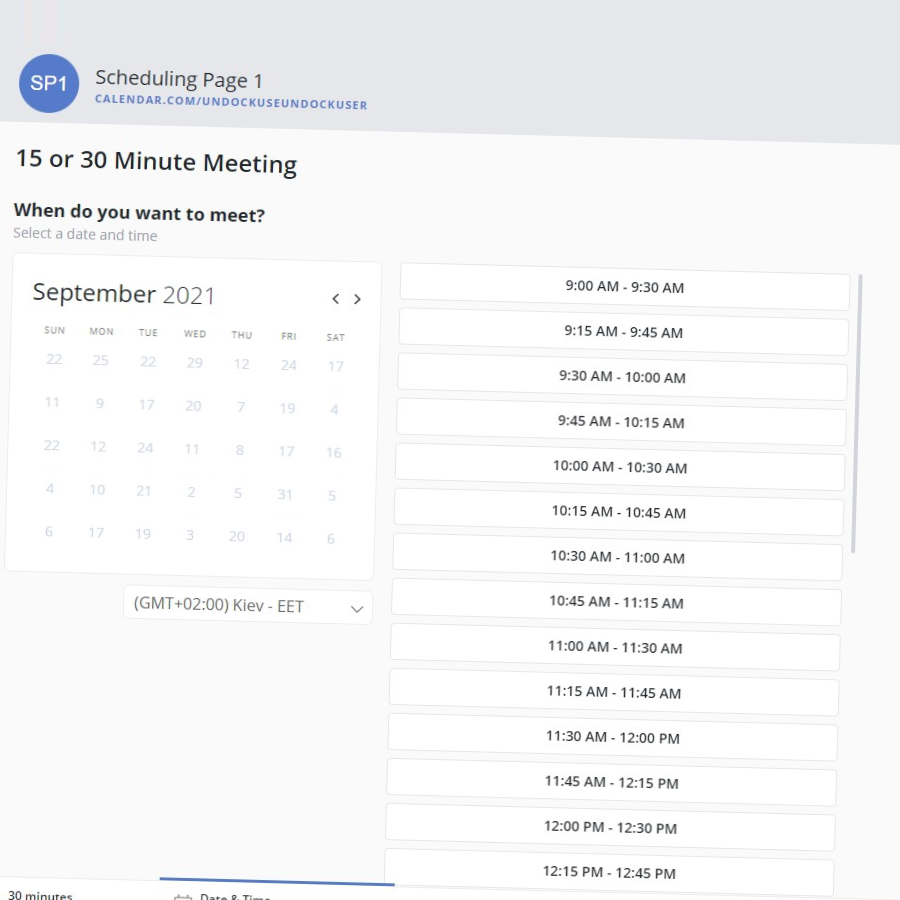 SP1
Scheduling Page 1
CALENDAR.COM/UNDOCKUSEUNDOCKUSER
15 or 30 Minute Meeting
When do you want to meet?
Select a date and time
September 2021
SUN MON TUE WED THU FRI SAT
22 25 22 29 12 24 17
11 9 17 20 7 19 4
22 12 24 11 8 17 16
4 10 21 2 5 31 5
6 17 19 3 20 14 6
(GMT+02:00) Kiev - EET
9:00 AM - 9:30 AM
9:15 AM - 9:45 AM
9:30 AM - 10:00 AM
9:45 AM - 10:15 AM
10:00 AM - 10:30 AM
10:15 AM - 10:45 AM
10:30 AM - 11:00 AM
10:45 AM - 11:15 AM
11:00 AM - 11:30 AM
11:15 AM - 11:45 AM
11:30 AM - 12:00 PM
11:45 AM - 12:15 PM
12:00 PM - 12:30 PM
12:15 PM - 12:45 PM
30 minutes
Date & Time